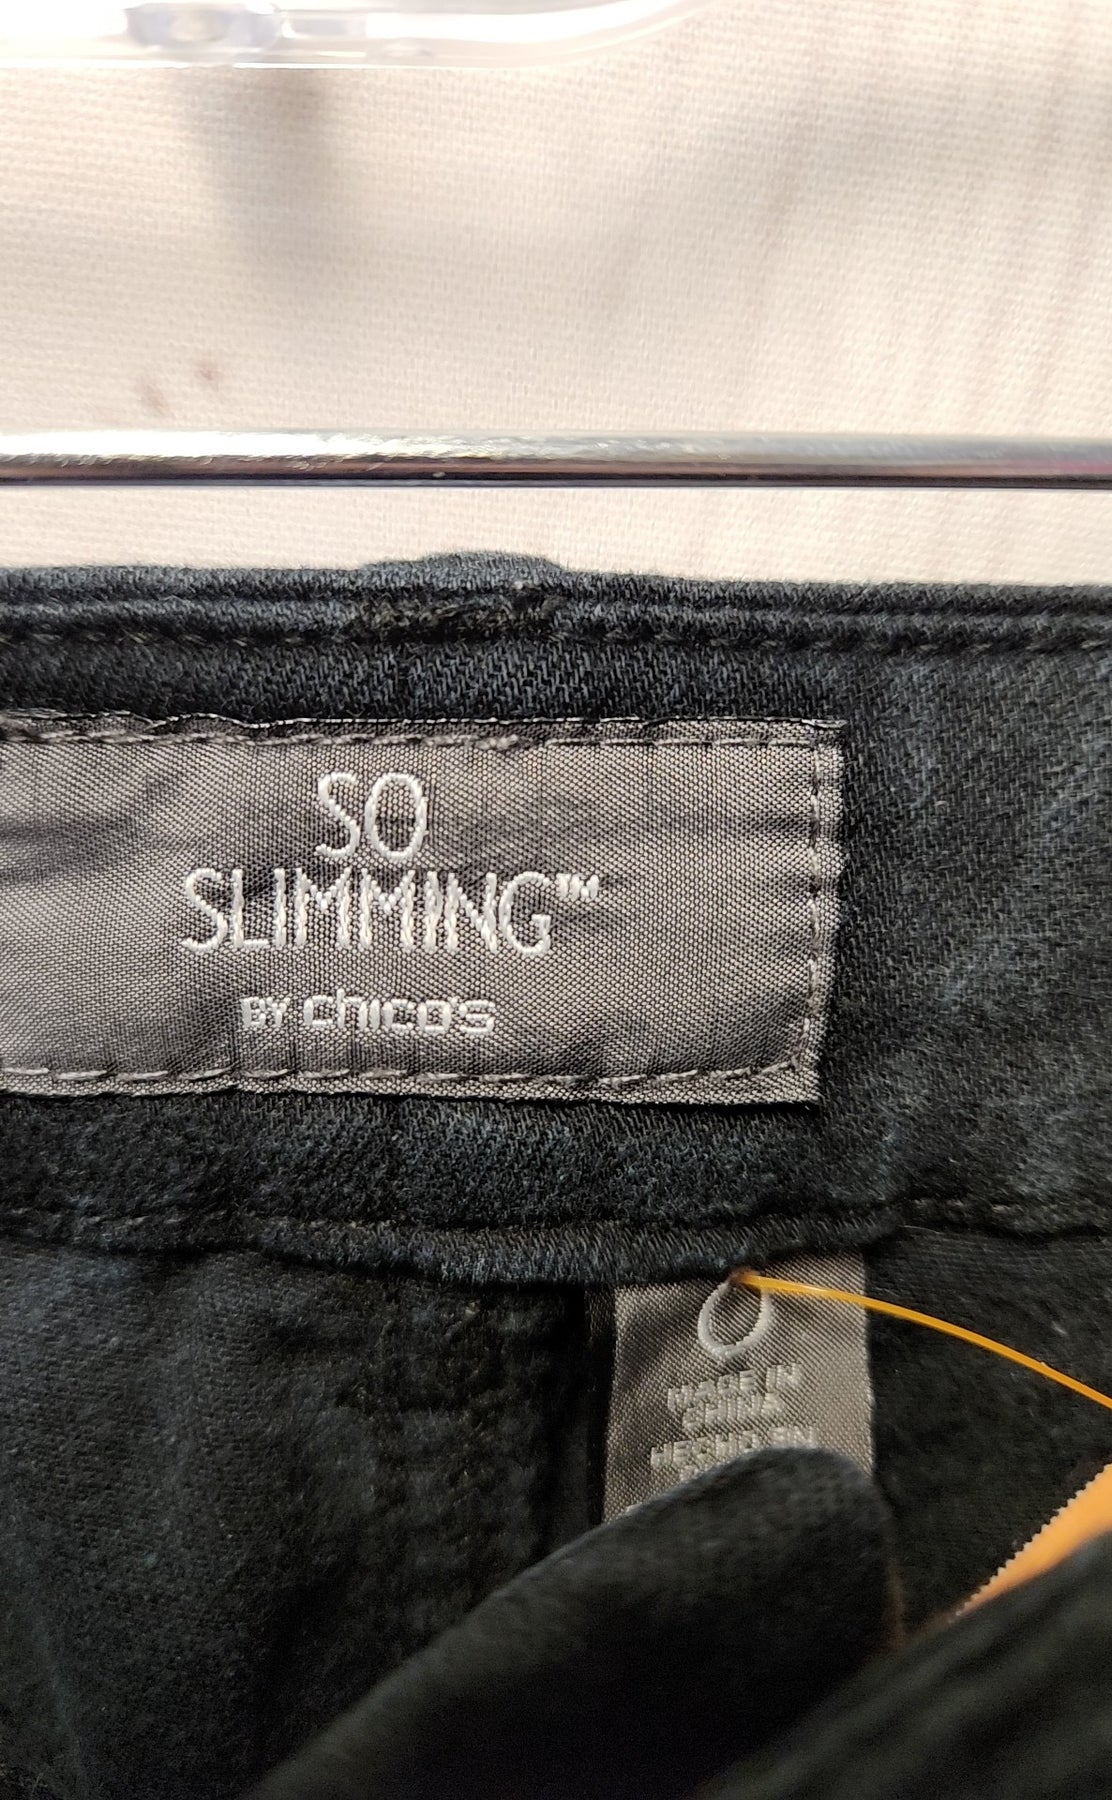 SO
SLIMMING™
BY chico's
0
MADE IN
CHINA
HECHO EN